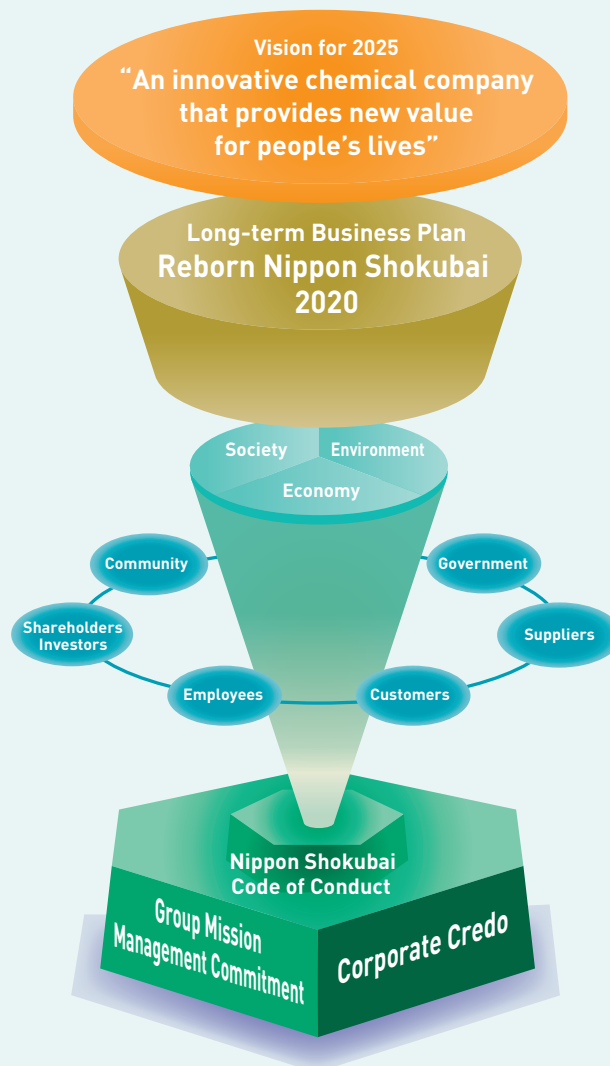 Vision for 2025
“An innovative chemical company
that provides new value
for people’s lives”
Long-term Business Plan
Reborn Nippon Shokubai
2020
Society
Environment
Economy
Community
Government
Shareholders
Investors
Suppliers
Employees
Customers
Nippon Shokubai
Code of Conduct
Group Mission
Management Commitment
Corporate Credo